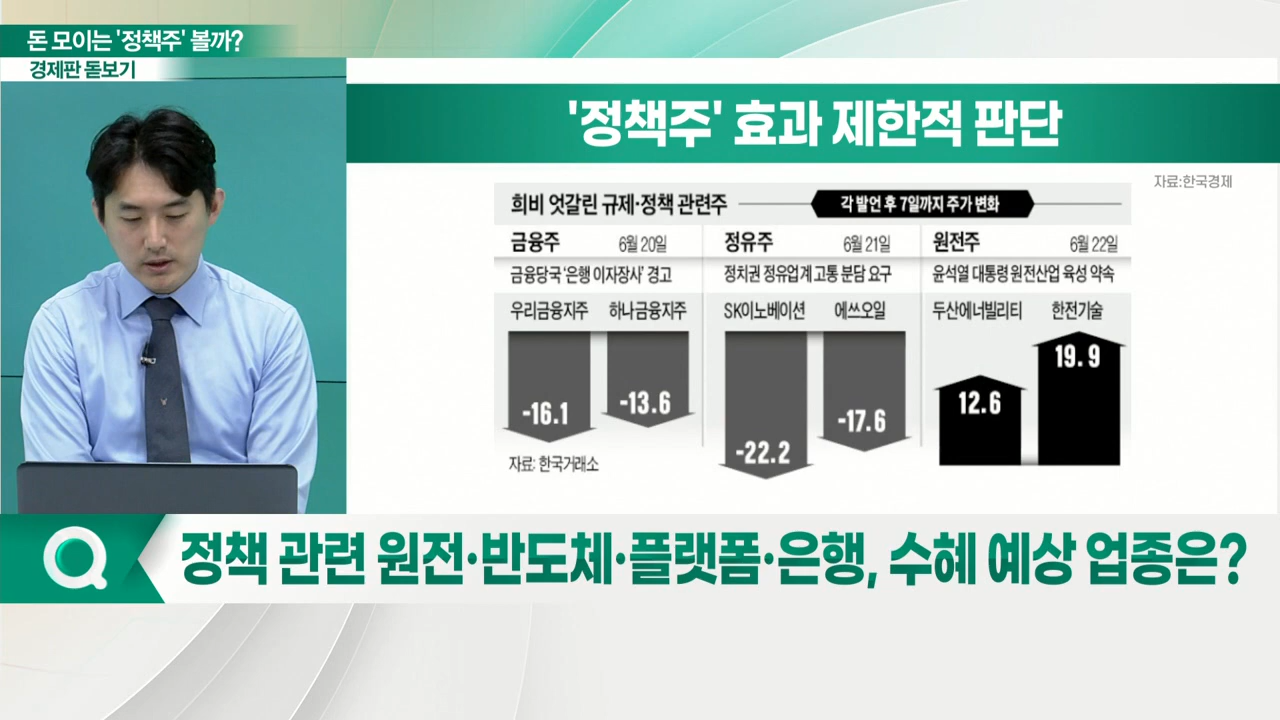 돈 모이는 '정책주' 볼까?
경제판 돋보기
'정책주' 효과 제한적 판단
자료:한국경제
희비 엇갈린 규제·정책 관련주
각 발언 후 7일까지 주가 변화
금융주 6월 20일
금융당국 '은행 이자장사' 경고
우리금융지주 하나금융지주
-16.1
-13.6
자료: 한국거래소
정유주 6월 21일
정치권 정유업계 고통 분담 요구
SK이노베이션 에쓰오일
-22.2
-17.6
원전주 6월 22일
윤석열 대통령 원전산업 육성 약속
두산에너빌리티 한전기술
12.6
19.9
Q 정책 관련 원전·반도체·플랫폼·은행, 수혜 예상 업종은?